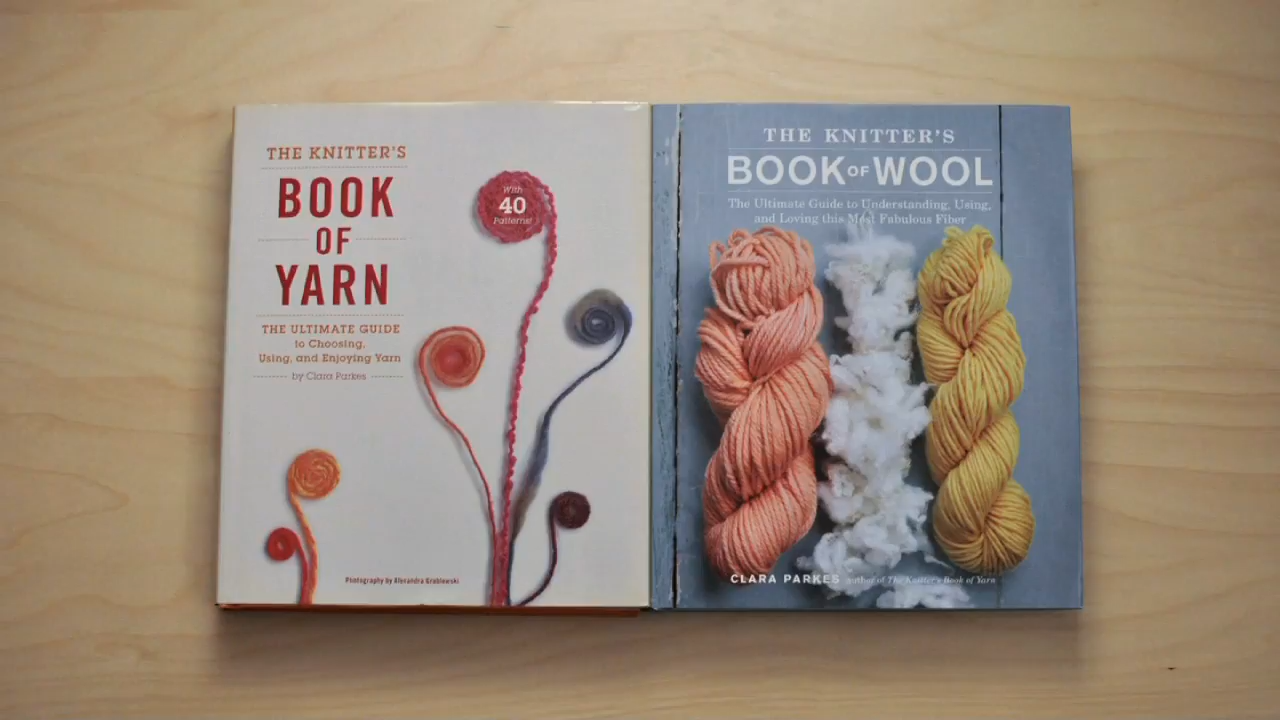 THE KNITTER'S
BOOK
OF
YARN
THE ULTIMATE GUIDE
to Choosing,
Using, and Enjoying Yarn
by Clara Parkes
With
40
Patterns!
Photography by Alexandra Grablewski
THE KNITTER'S
BOOK OF WOOL
The Ultimate Guide to Understanding, Using,
and Loving this Most Fabulous Fiber
CLARA PARKES author of The Knitter's Book of Yarn